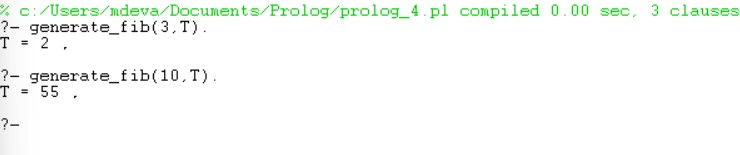 % c:/Users/mdeva/Documents/Prolog/prolog_4.pl compiled 0.00 sec, 3 clauses
?- generate_fib(3,T).
T = 2 .
?- generate_fib(10,T).
T = 55 .
?-